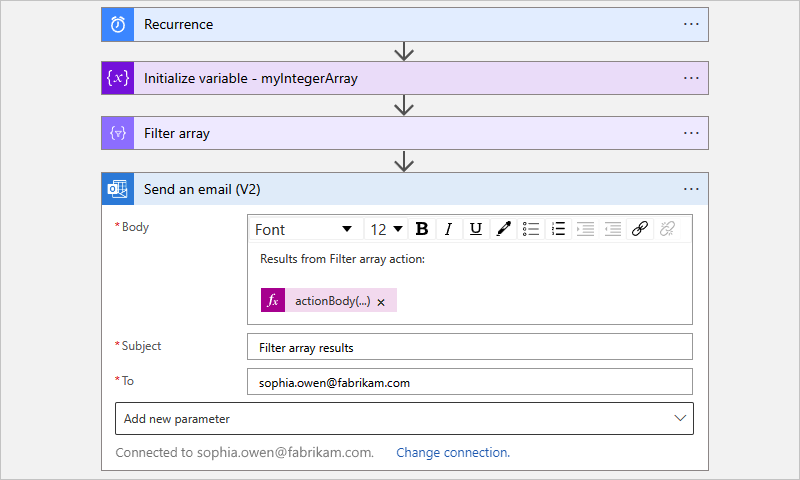 Recurrence
{x} Initialize variable - myIntegerArray
Filter array
Send an email (V2)
* Body
Font 12 B I U
Results from Filter array action:
fx actionBody(...) ×
* Subject Filter array results
* To sophia.owen@fabrikam.com
Add new parameter
Connected to sophia.owen@fabrikam.com. Change connection.